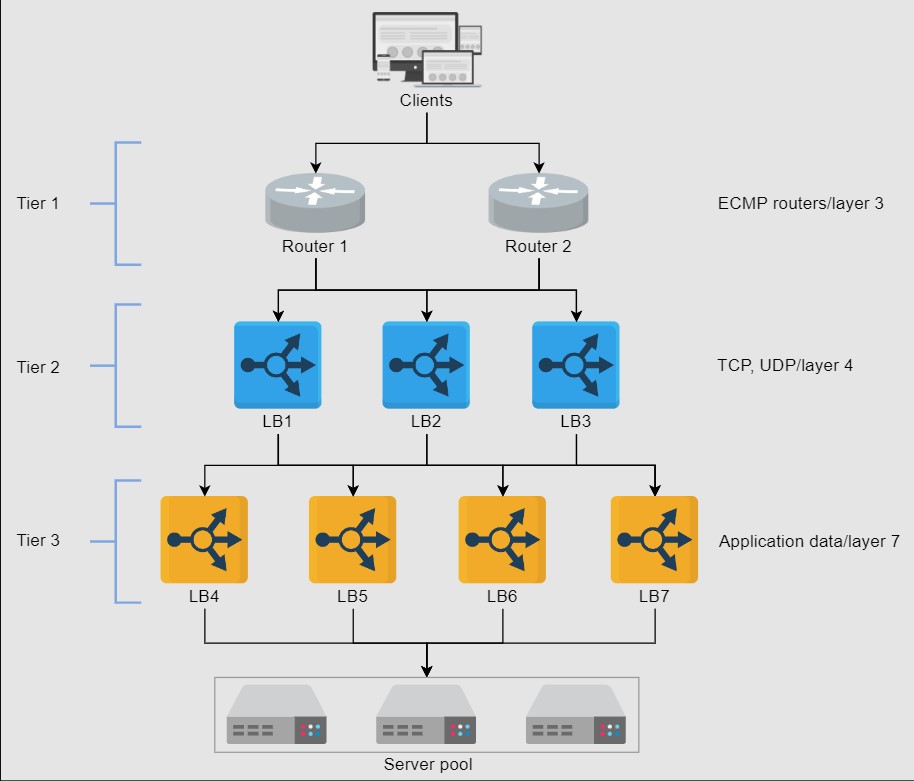 Clients
Tier 1
ECMP routers/layer 3
Router 1
Router 2
Tier 2
TCP, UDP/layer 4
LB1
LB2
LB3
Tier 3
Application data/layer 7
LB4
LB5
LB6
LB7
Server pool